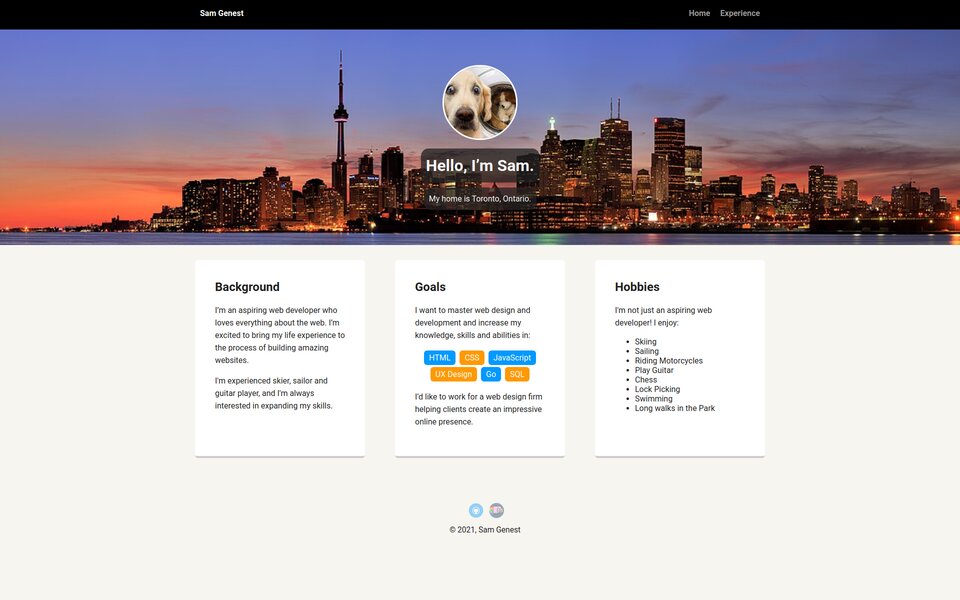 Sam Genest
Home Experience
Hello, I’m Sam.
My home is Toronto, Ontario.
Background
I’m an aspiring web developer who
loves everything about the web. I’m
excited to bring my life experience to
the process of building amazing
websites.
I’m experienced skier, sailor and
guitar player, and I’m always
interested in expanding my skills.
Goals
I want to master web design and
development and increase my
knowledge, skills and abilities in:
HTML CSS JavaScript
UX Design Go SQL
I’d like to work for a web design firm
helping clients create an impressive
online presence.
Hobbies
I’m not just an aspiring web
developer! I enjoy:
• Skiing
• Sailing
• Riding Motorcycles
• Play Guitar
• Chess
• Lock Picking
• Swimming
• Long walks in the Park
© 2021, Sam Genest